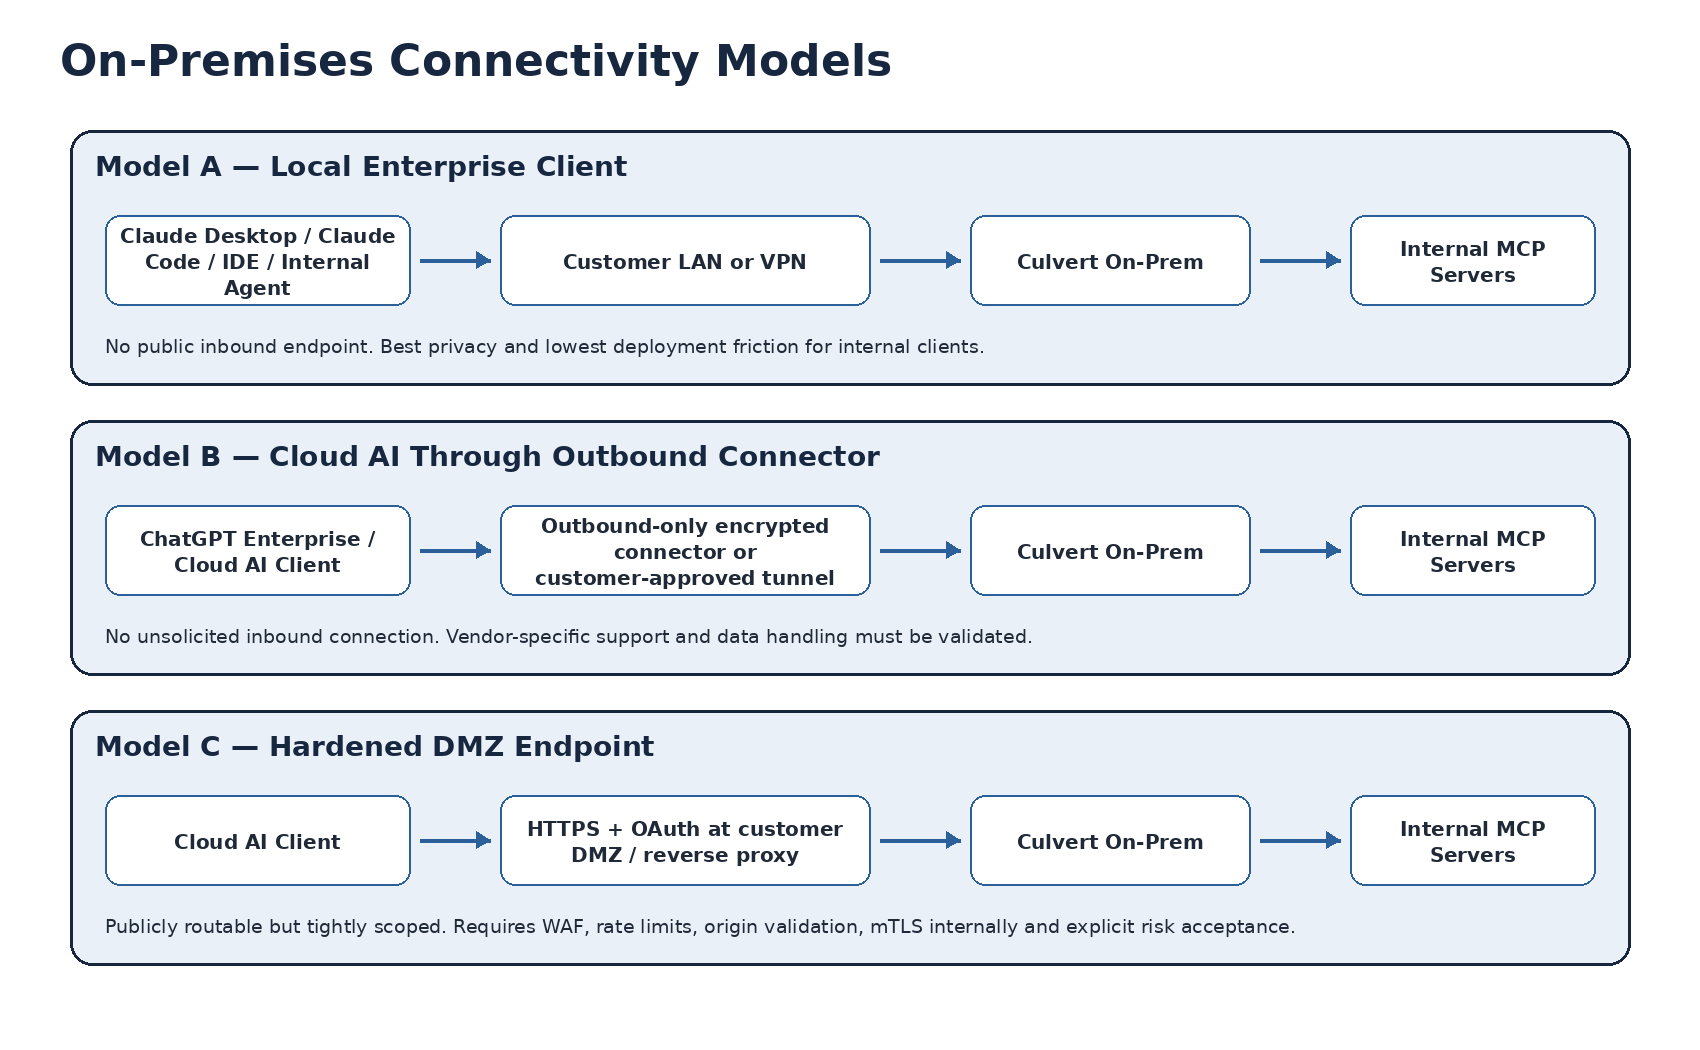 On-Premises Connectivity Models
Model A — Local Enterprise Client
Claude Desktop / Claude
Code / IDE / Internal
Agent
Customer LAN or VPN
Culvert On-Prem
Internal MCP
Servers
No public inbound endpoint. Best privacy and lowest deployment friction for internal clients.
Model B — Cloud AI Through Outbound Connector
ChatGPT Enterprise /
Cloud AI Client
Outbound-only encrypted
connector or
customer-approved tunnel
Culvert On-Prem
Internal MCP
Servers
No unsolicited inbound connection. Vendor-specific support and data handling must be validated.
Model C — Hardened DMZ Endpoint
Cloud AI Client
HTTPS + OAuth at customer
DMZ / reverse proxy
Culvert On-Prem
Internal MCP
Servers
Publicly routable but tightly scoped. Requires WAF, rate limits, origin validation, mTLS internally and explicit risk acceptance.